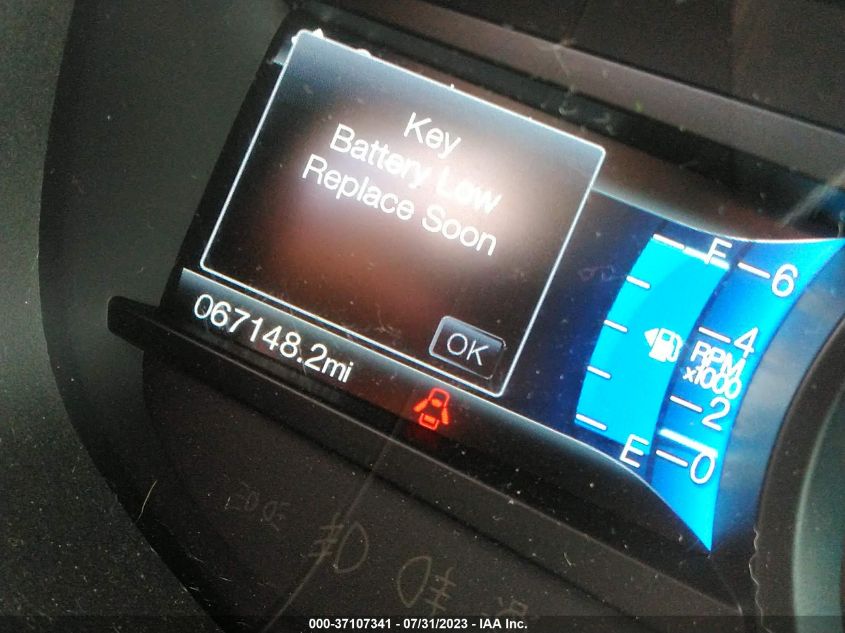 Key
Battery Low
Replace Soon
OK
067148.2mi
F
E
6
4
RPM
x1000
2
0
000-37107341 - 07/31/2023 - IAA Inc.